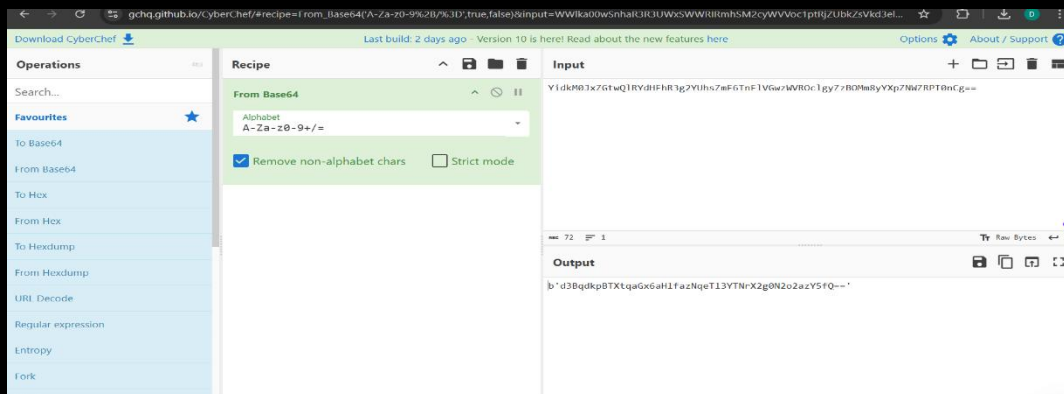 gchq.github.io/CyberChef/#recipe=From_Base64('A-Za-z0-9%2B/%3D',true,false)&input=
Download CyberChef
Last build: 2 days ago - Version 10 is here! Read about the new features here
Options
About / Support
Operations
Search...
Favourites
To Base64
From Base64
To Hex
From Hex
To Hexdump
From Hexdump
URL Decode
Regular expression
Entropy
Fork
Recipe
From Base64
Alphabet
A-Za-z0-9+/=
Remove non-alphabet chars
Strict mode
Input
72
1
Raw Bytes
Output